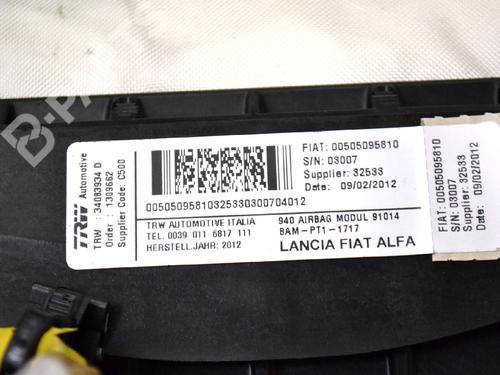 TRW Automotive
TRW : 34083934 D
Order : 1309662
Supplier Code: C500
FIAT: 00505095810
S/N: 03007
Supplier: 32533
Date: 09/02/2012
00505095810325330300704012
TRW AUTOMOTIVE ITALIA
TEL. 0039 011 6817 111
HERSTELL.JAHR: 2012
940 AIRBAG MODUL 91014
BAM-PT1-1717
LANCIA FIAT ALFA
FIAT: 00505095810
S/N: 03007
Supplier: 32533
Date: 09/02/2012
B-PARTS